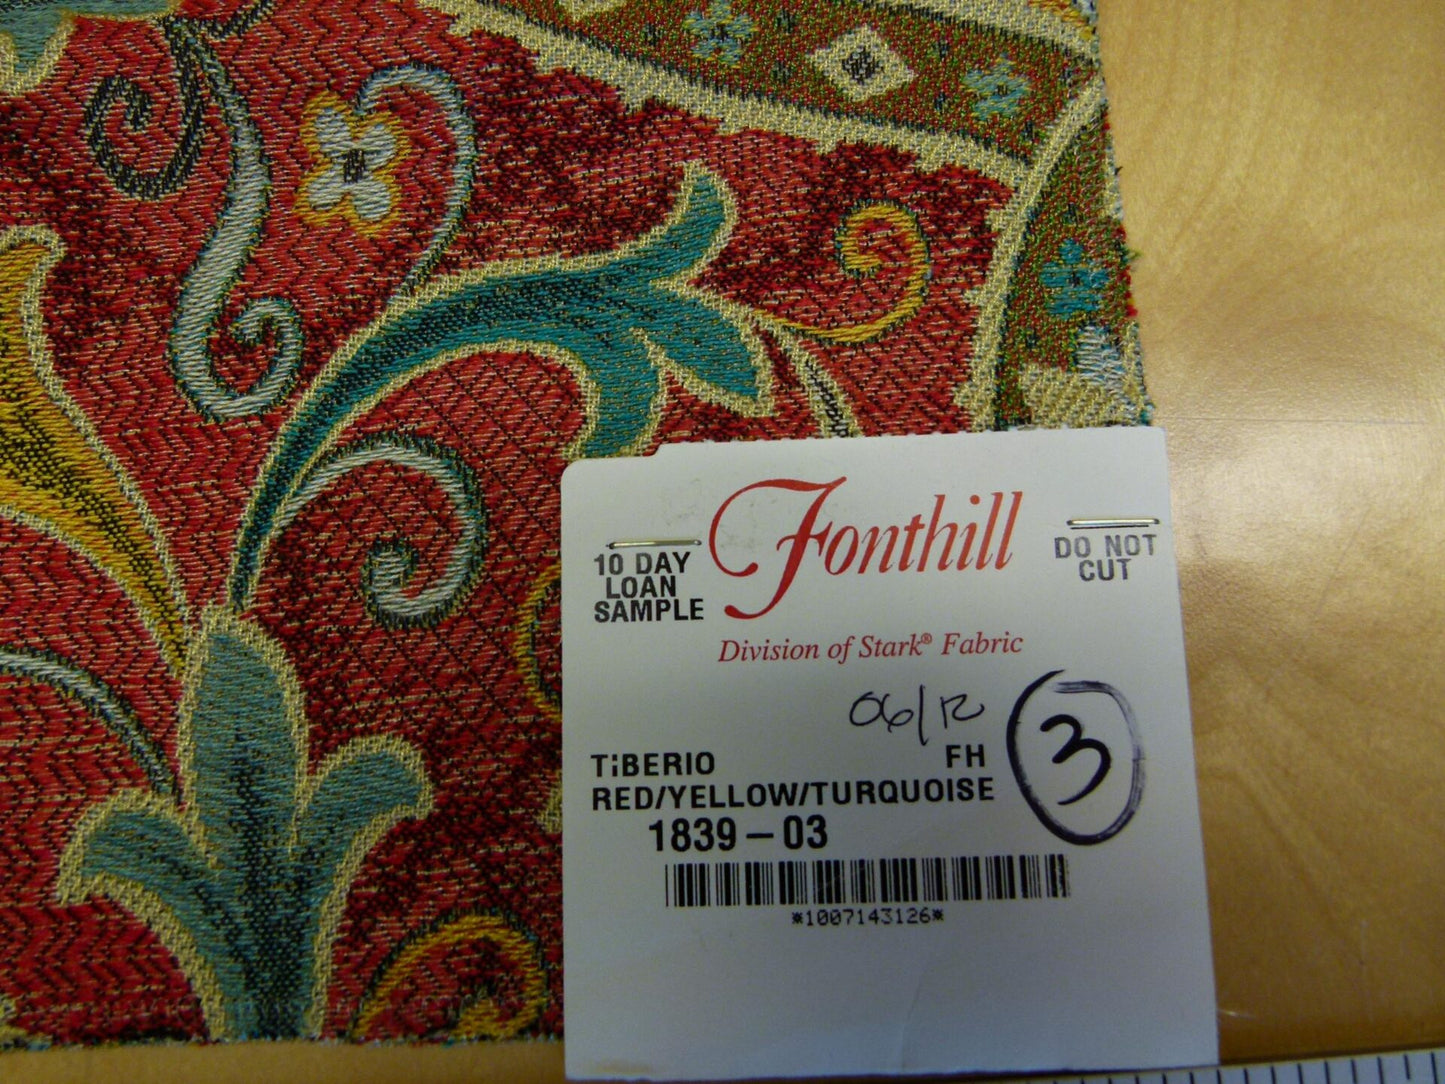 Fonthill
10 DAY
LOAN
SAMPLE
DO NOT
CUT
Division of Stark® Fabric
06/12
TiBERIO FH
RED/YELLOW/TURQUOISE
3
1839-03
*1007143126*